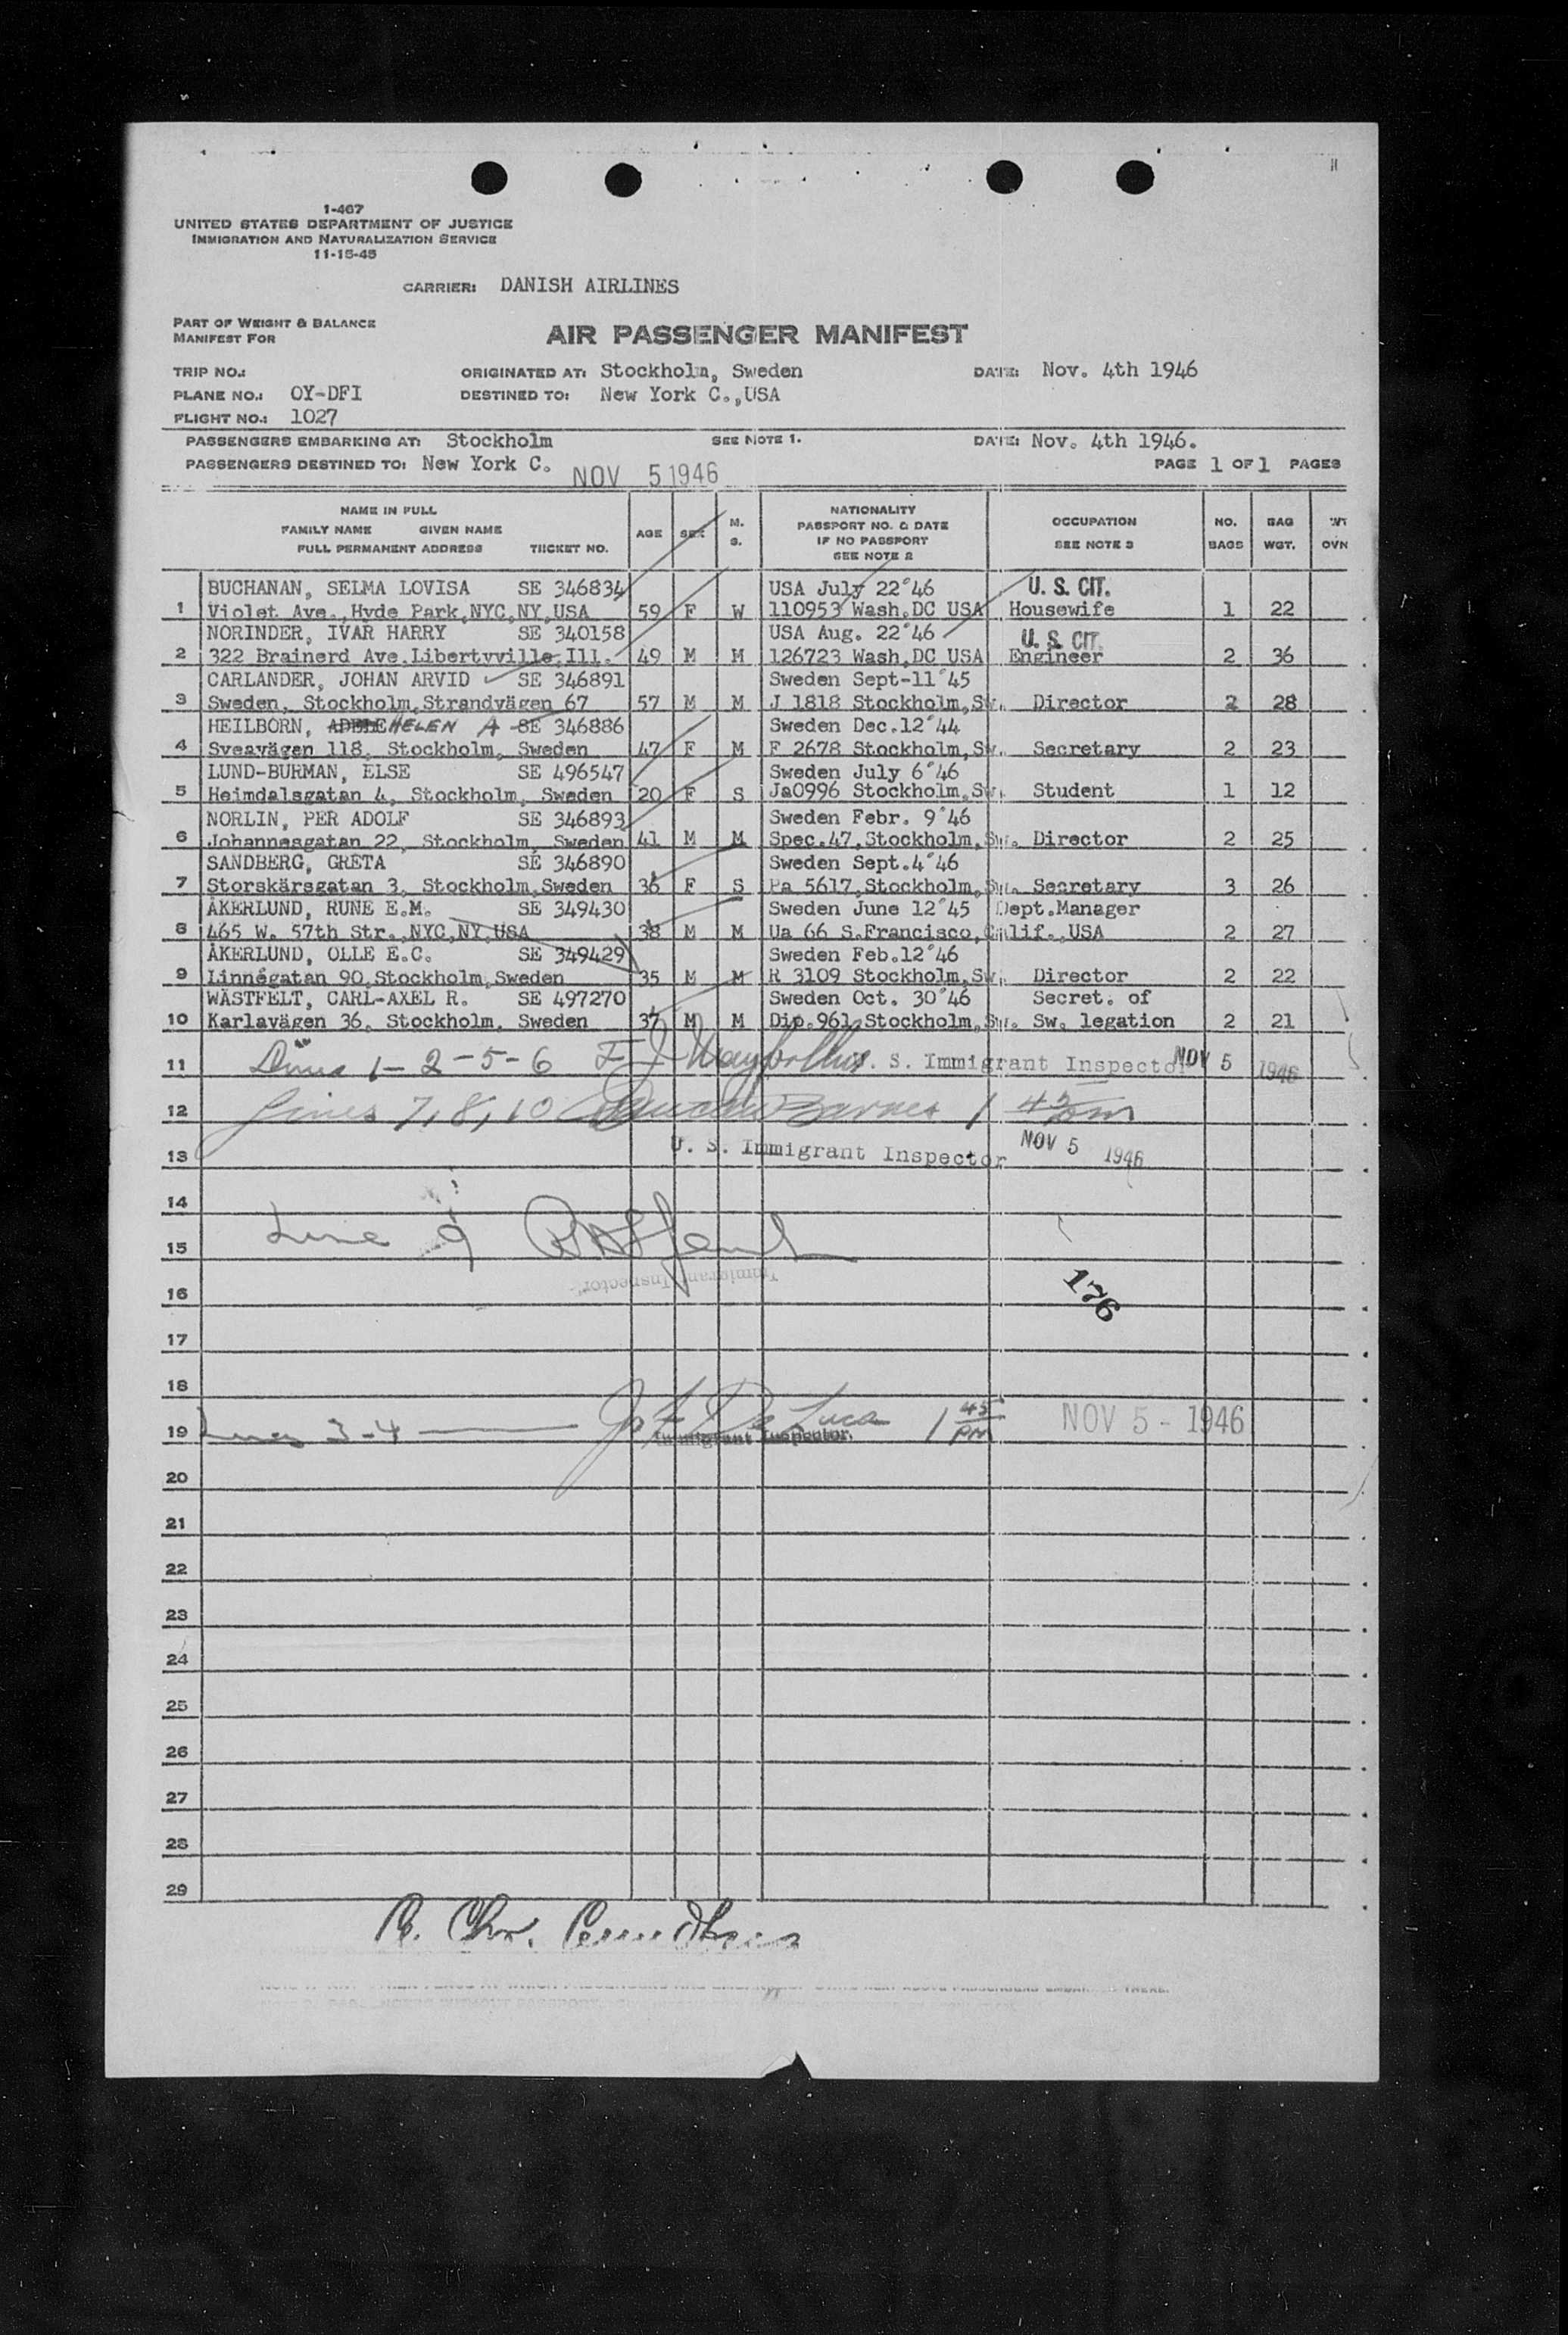 1-467
UNITED STATES DEPARTMENT OF JUSTICE
IMMIGRATION AND NATURALIZATION SERVICE
11-15-45
CARRIER: DANISH AIRLINES
PART OF WEIGHT & BALANCE
MANIFEST FOR
AIR PASSENGER MANIFEST
TRIP NO.: ORIGINATED AT: Stockholm, Sweden DATE: Nov. 4th 1946
PLANE NO.: OY-DFI DESTINED TO: New York C.,USA
FLIGHT NO.: 1027
PASSENGERS EMBARKING AT: Stockholm SEE NOTE 1. DATE: Nov. 4th 1946.
PASSENGERS DESTINED TO: New York C. PAGE 1 OF 1 PAGES
NOV 5 1946
NAME IN FULL
FAMILY NAME GIVEN NAME
FULL PERMANENT ADDRESS TICKET NO.
AGE SEX M. S.
NATIONALITY
PASSPORT NO. & DATE
IF NO PASSPORT
SEE NOTE 2
OCCUPATION
SEE NOTE 3
NO. BAGS
BAG WGT.
WT OVN
BUCHANAN, SELMA LOVISA SE 346834 USA July 22"46 U. S. CIT.
1 Violet Ave.,Hyde Park,NYC,NY,USA 59 F W 110953 Wash,DC USA Housewife 1 22
NORINDER, IVAR HARRY SE 340158 USA Aug. 22"46 U. S. CIT.
2 322 Brainerd Ave.Libertyville,Ill. 49 M M 126723 Wash,DC USA Engineer 2 36
CARLANDER, JOHAN ARVID SE 346891 Sweden Sept-11"45
3 Sweden, Stockholm,Strandvägen 67 57 M M J 1818 Stockholm,Sw. Director 2 28
HEILBORN, ADELE HELEN A SE 346886 Sweden Dec.12"44
4 Sveavägen 118, Stockholm, Sweden 47 F M F 2678 Stockholm,Sw. Secretary 2 23
LUND-BURMAN, ELSE SE 496547 Sweden July 6"46
5 Heimdalsgatan 4, Stockholm, Sweden 20 F S Ja0996 Stockholm,Sw. Student 1 12
NORLIN, PER ADOLF SE 346893 Sweden Febr. 9"46
6 Johannesgatan 22, Stockholm, Sweden 41 M M Spec.47,Stockholm,Sw. Director 2 25
SANDBERG, GRETA SE 346890 Sweden Sept.4"46
7 Storskärsgatan 3, Stockholm,Sweden 36 F S Pa 5617,Stockholm,Sw. Secretary 3 26
ÅKERLUND, RUNE E.M. SE 349430 Sweden June 12"45 Dept.Manager
8 465 W. 57th Str.,NYC,NY,USA 38 M M Ua 66 S.Francisco,Calif.,USA 2 27
ÅKERLUND, OLLE E.C. SE 349429 Sweden Feb.12"46
9 Linnégatan 90,Stockholm,Sweden 35 M M R 3109 Stockholm,Sw. Director 2 22
WÄSTFELT, CARL-AXEL R. SE 497270 Sweden Oct. 30"46 Secret. of
10 Karlavägen 36, Stockholm, Sweden 37 M M Dip.961,Stockholm,Sw. Sw. legation 2 21
11 Lines 1-2-5-6 U. S. Immigrant Inspector NOV 5 1946
12 Lines 7, 8, 10 Barnes 1 45 pm
13 U. S. Immigrant Inspector NOV 5 1946
14
15 Line 9
Immigrant Inspector.
16 176
17
18
19 Lines 3-4 De Luca 1 45 PM NOV 5 - 1946
Immigrant Inspector.
20
21
22
23
24
25
26
27
28
29